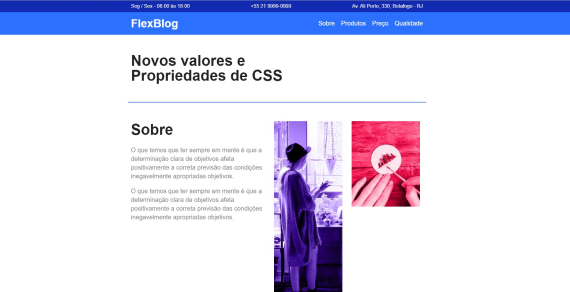 Seg / Sex - 08:00 às 18:00
+55 21 9999-9999
Av. Ali Perto, 330, Botafogo - RJ
FlexBlog
Sobre Produtos Preço Qualidade
Novos valores e
Propriedades de CSS
Sobre
O que temos que ter sempre em mente é que a
determinação clara de objetivos afeta
positivamente a correta previsão das condições
inegavelmente apropriadas objetivos.
O que temos que ter sempre em mente é que a
determinação clara de objetivos afeta
positivamente a correta previsão das condições
inegavelmente apropriadas objetivos.